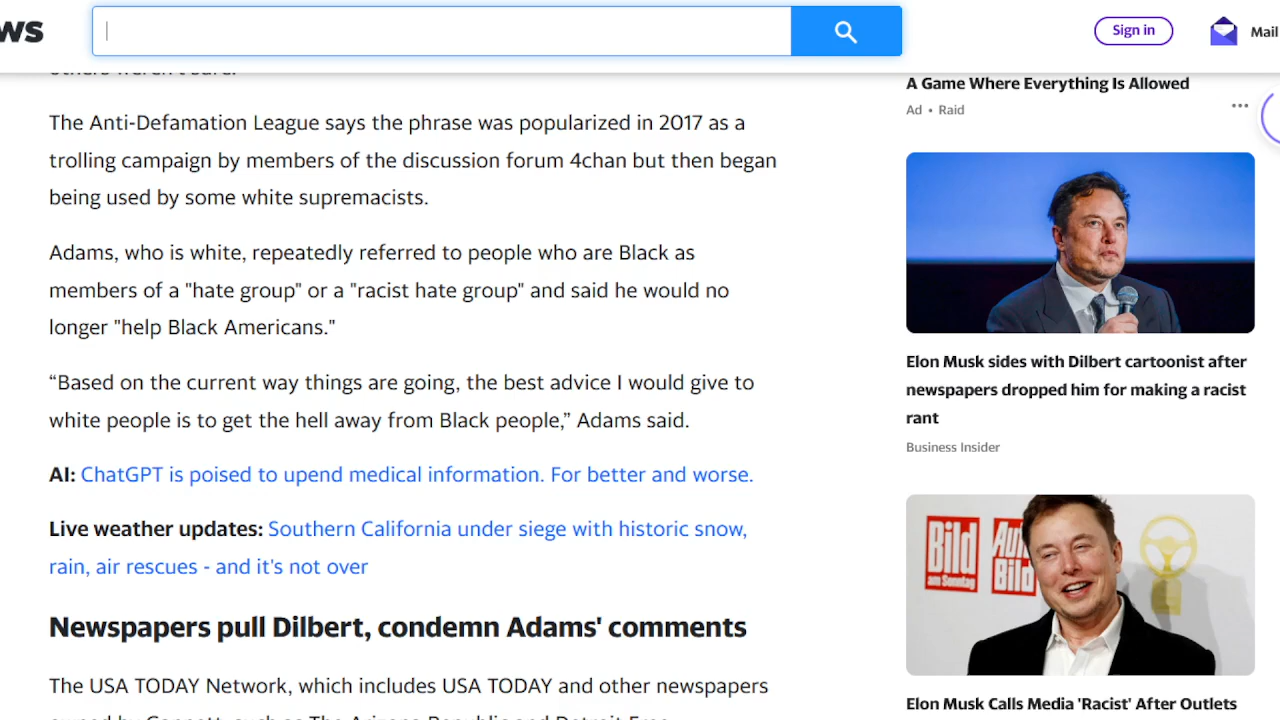 ws
Sign in
Mail
The Anti-Defamation League says the phrase was popularized in 2017 as a
trolling campaign by members of the discussion forum 4chan but then began
being used by some white supremacists.
Adams, who is white, repeatedly referred to people who are Black as
members of a "hate group" or a "racist hate group" and said he would no
longer "help Black Americans."
“Based on the current way things are going, the best advice I would give to
white people is to get the hell away from Black people,” Adams said.
AI: ChatGPT is poised to upend medical information. For better and worse.
Live weather updates: Southern California under siege with historic snow,
rain, air rescues - and it's not over
Newspapers pull Dilbert, condemn Adams' comments
The USA TODAY Network, which includes USA TODAY and other newspapers
A Game Where Everything Is Allowed
Ad • Raid
Elon Musk sides with Dilbert cartoonist after
newspapers dropped him for making a racist
rant
Business Insider
Bild
am Sonntag
Auto
Bild
Elon Musk Calls Media 'Racist' After Outlets